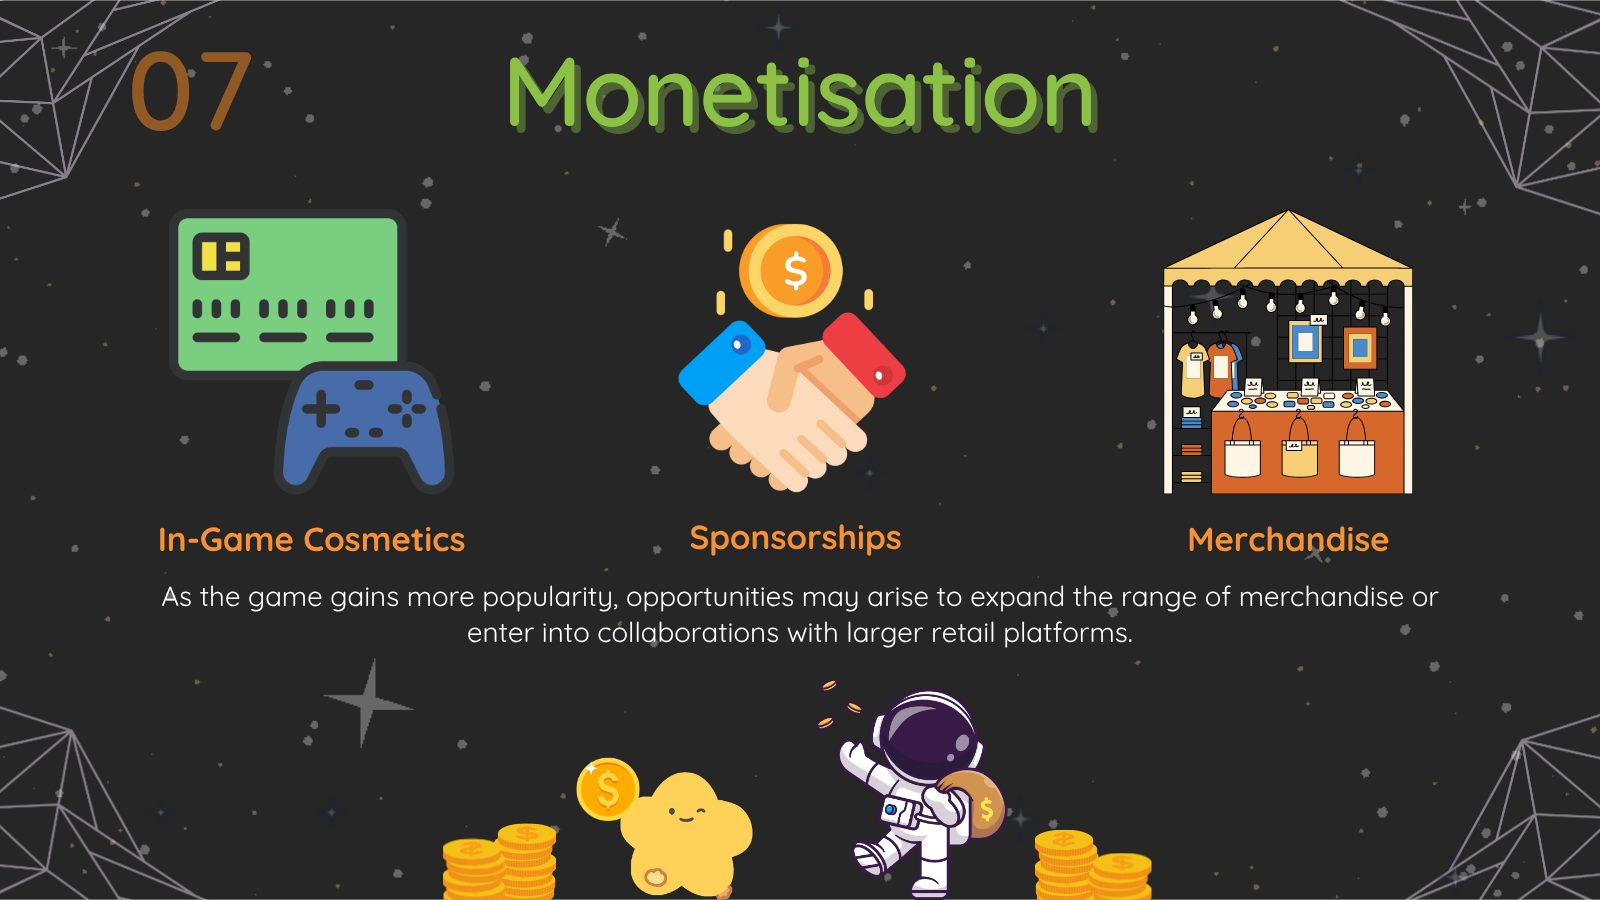 07
Monetisation
In-Game Cosmetics
Sponsorships
Merchandise
As the game gains more popularity, opportunities may arise to expand the range of merchandise or
enter into collaborations with larger retail platforms.